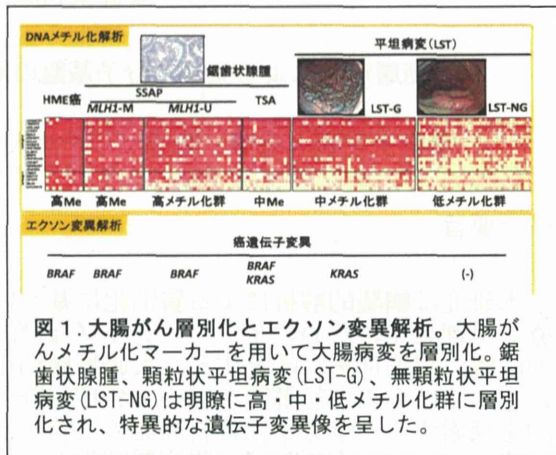 DNAメチル化解析
平坦病変(LST)
鋸歯状腺腫
SSAP
HME癌 MLH1-M MLH1-U TSA LST-G LST-NG
高Me 高Me 高メチル化群 中Me 中メチル化群 低メチル化群
エクソン変異解析
癌遺伝子変異
BRAF BRAF BRAF BRAF KRAS KRAS (-)
図1.大腸がん層別化とエクソン変異解析。大腸が
んメチル化マーカーを用いて大腸病変を層別化。鋸
歯状腺腫、顆粒状平坦病変(LST-G)、無顆粒状平坦
病変(LST-NG)は明瞭に高・中・低メチル化群に層別
化され、特異的な遺伝子変異像を呈した。